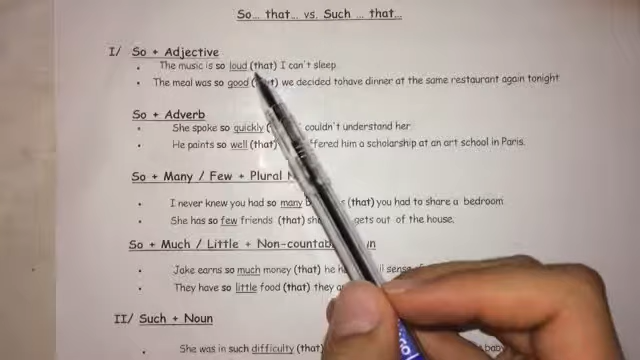 So... that... vs. Such ... that...
I/ So + Adjective
The music is so loud (that) I can't sleep
The meal was so good we decided tohave dinner at the same restaurant again tonight
So + Adverb
She spoke so quickly couldn't understand her
He paints so well (that) him a scholarship at an art school in Paris.
So + Many / Few + Plural
I never knew you had so many (that) you had to share a bedroom
She has so few friends (that) gets out of the house.
So + Much / Little + Non-countab
Jake earns so much money (that) he
They have so little food (that) they
II/ Such + Noun
She was in such difficulty (that)